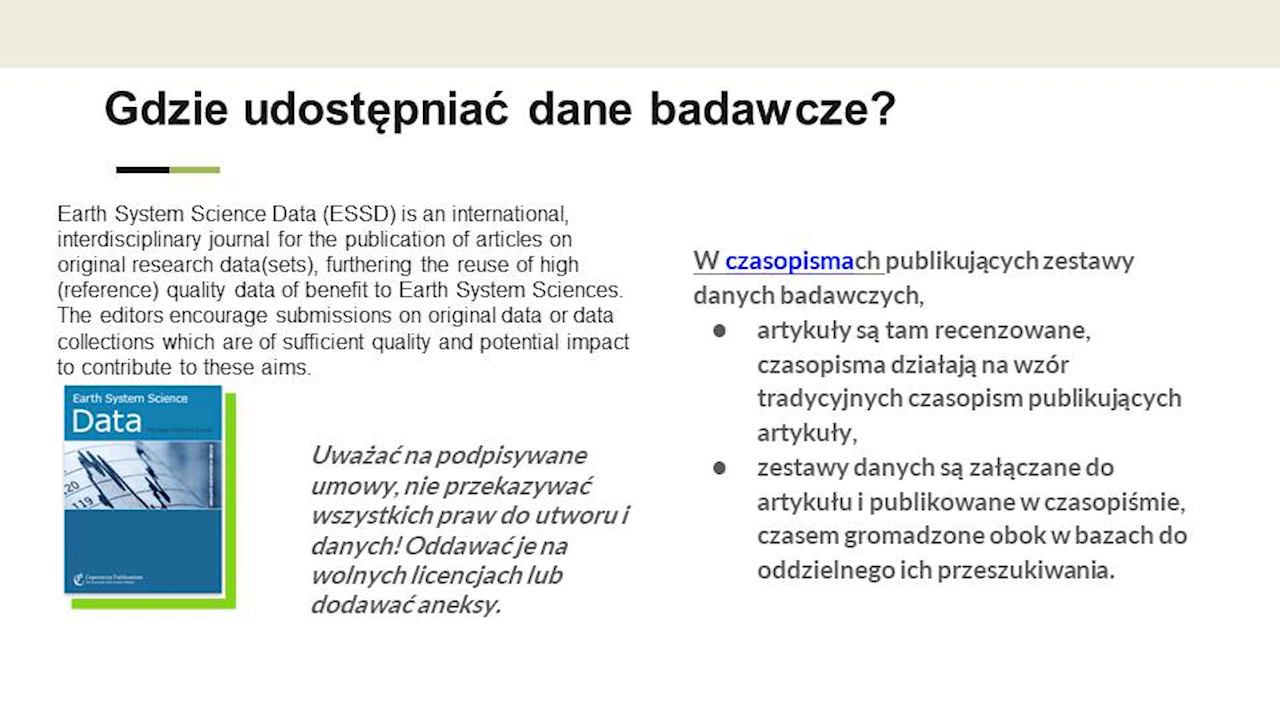 Gdzie udostępniać dane badawcze?
Earth System Science Data (ESSD) is an international,
interdisciplinary journal for the publication of articles on
original research data(sets), furthering the reuse of high
(reference) quality data of benefit to Earth System Sciences.
The editors encourage submissions on original data or data
collections which are of sufficient quality and potential impact
to contribute to these aims.
Earth System Science
Data
120
119
Copernicus Publications
Uważać na podpisywane
umowy, nie przekazywać
wszystkich praw do utworu i
danych! Oddawać je na
wolnych licencjach lub
dodawać aneksy.
W czasopismach publikujących zestawy
danych badawczych,
● artykuły są tam recenzowane,
czasopisma działają na wzór
tradycyjnych czasopism publikujących
artykuły,
● zestawy danych są załączane do
artykułu i publikowane w czasopiśmie,
czasem gromadzone obok w bazach do
oddzielnego ich przeszukiwania.